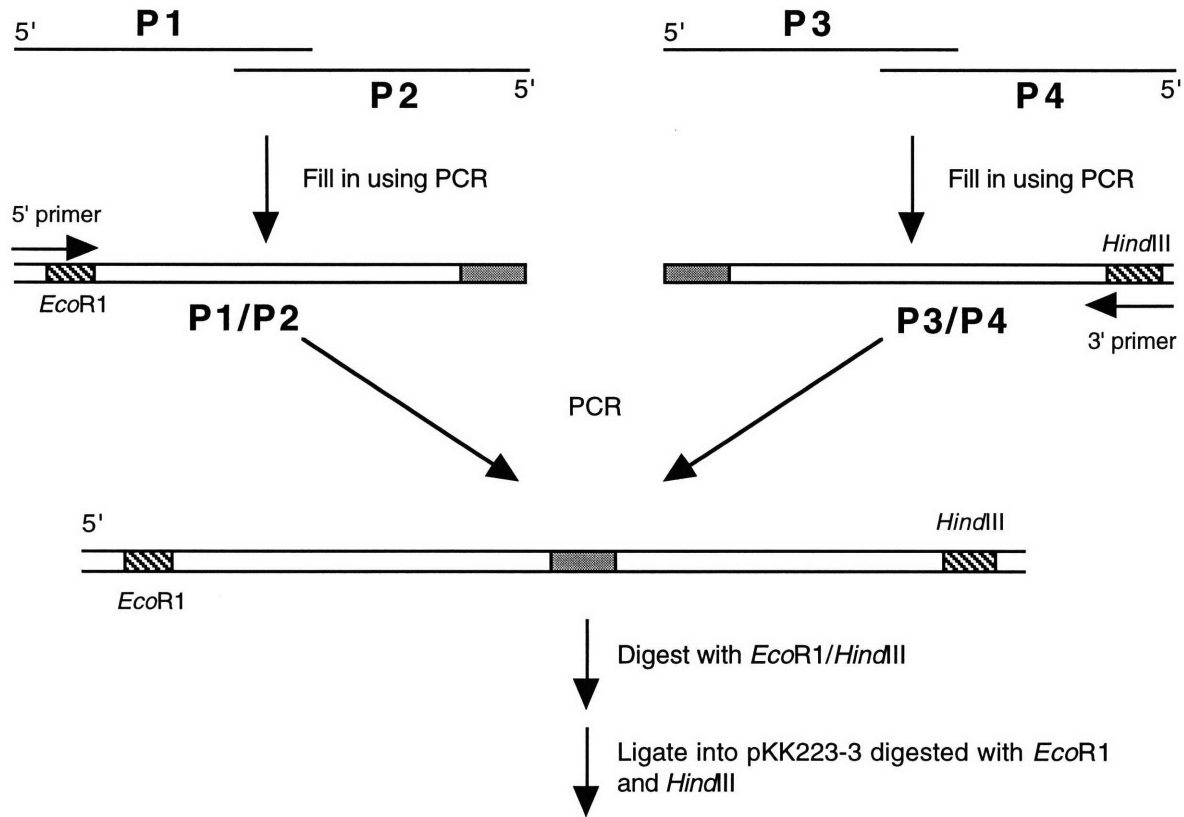 5' P1
P2 5'
5' P3
P4 5'
Fill in using PCR
Fill in using PCR
5' primer
EcoR1
P1/P2
HindIII
P3/P4
3' primer
PCR
5'
HindIII
EcoR1
Digest with EcoR1/HindIII
Ligate into pKK223-3 digested with EcoR1
and HindIII